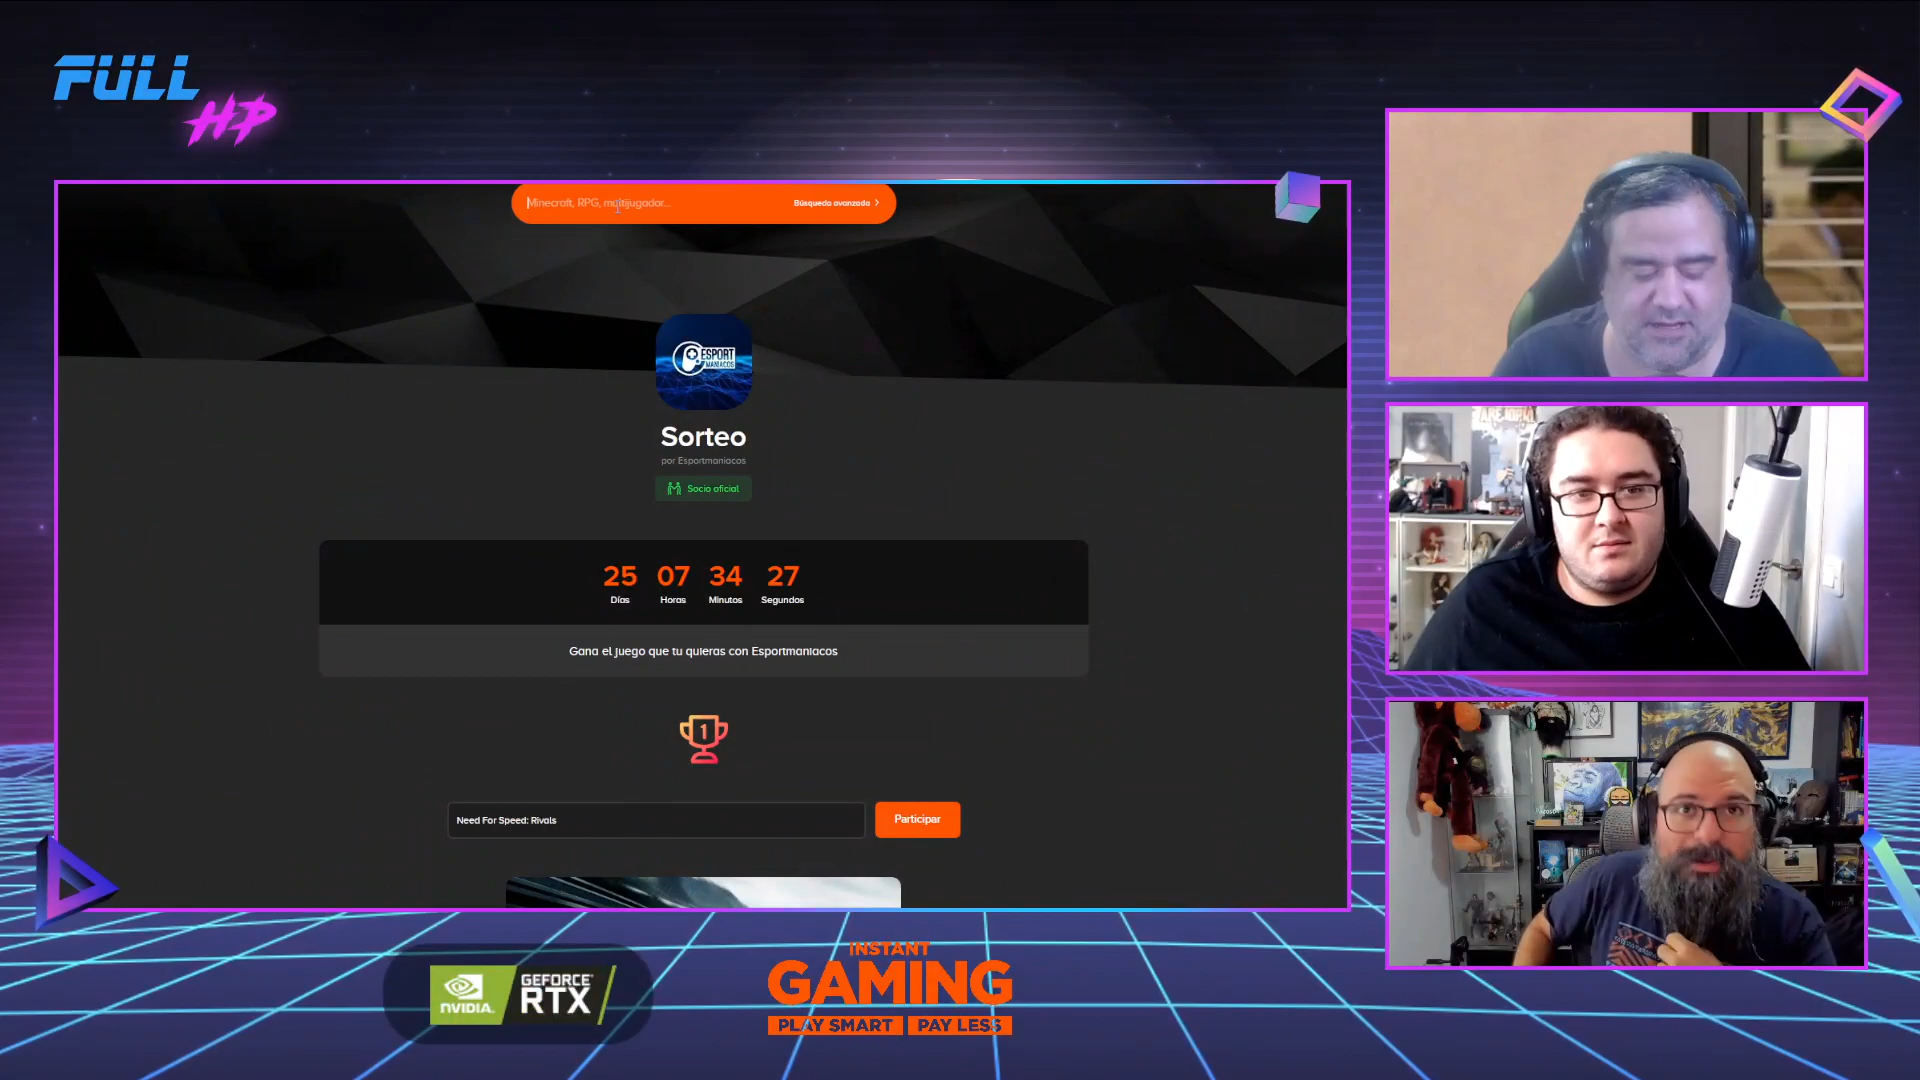 FULL
HP
Minecraft, RPG, multijugador...
Búsqueda avanzada
ESPORT
MANIACOS
Sorteo
por Esportmaniacos
Socio oficial
25 07 34 27
Días Horas Minutos Segundos
Gana el juego que tu quieras con Esportmaniacos
1
Need For Speed: Rivals
Participar
NVIDIA
GEFORCE
RTX
INSTANT
GAMING
PLAY SMART PAY LESS